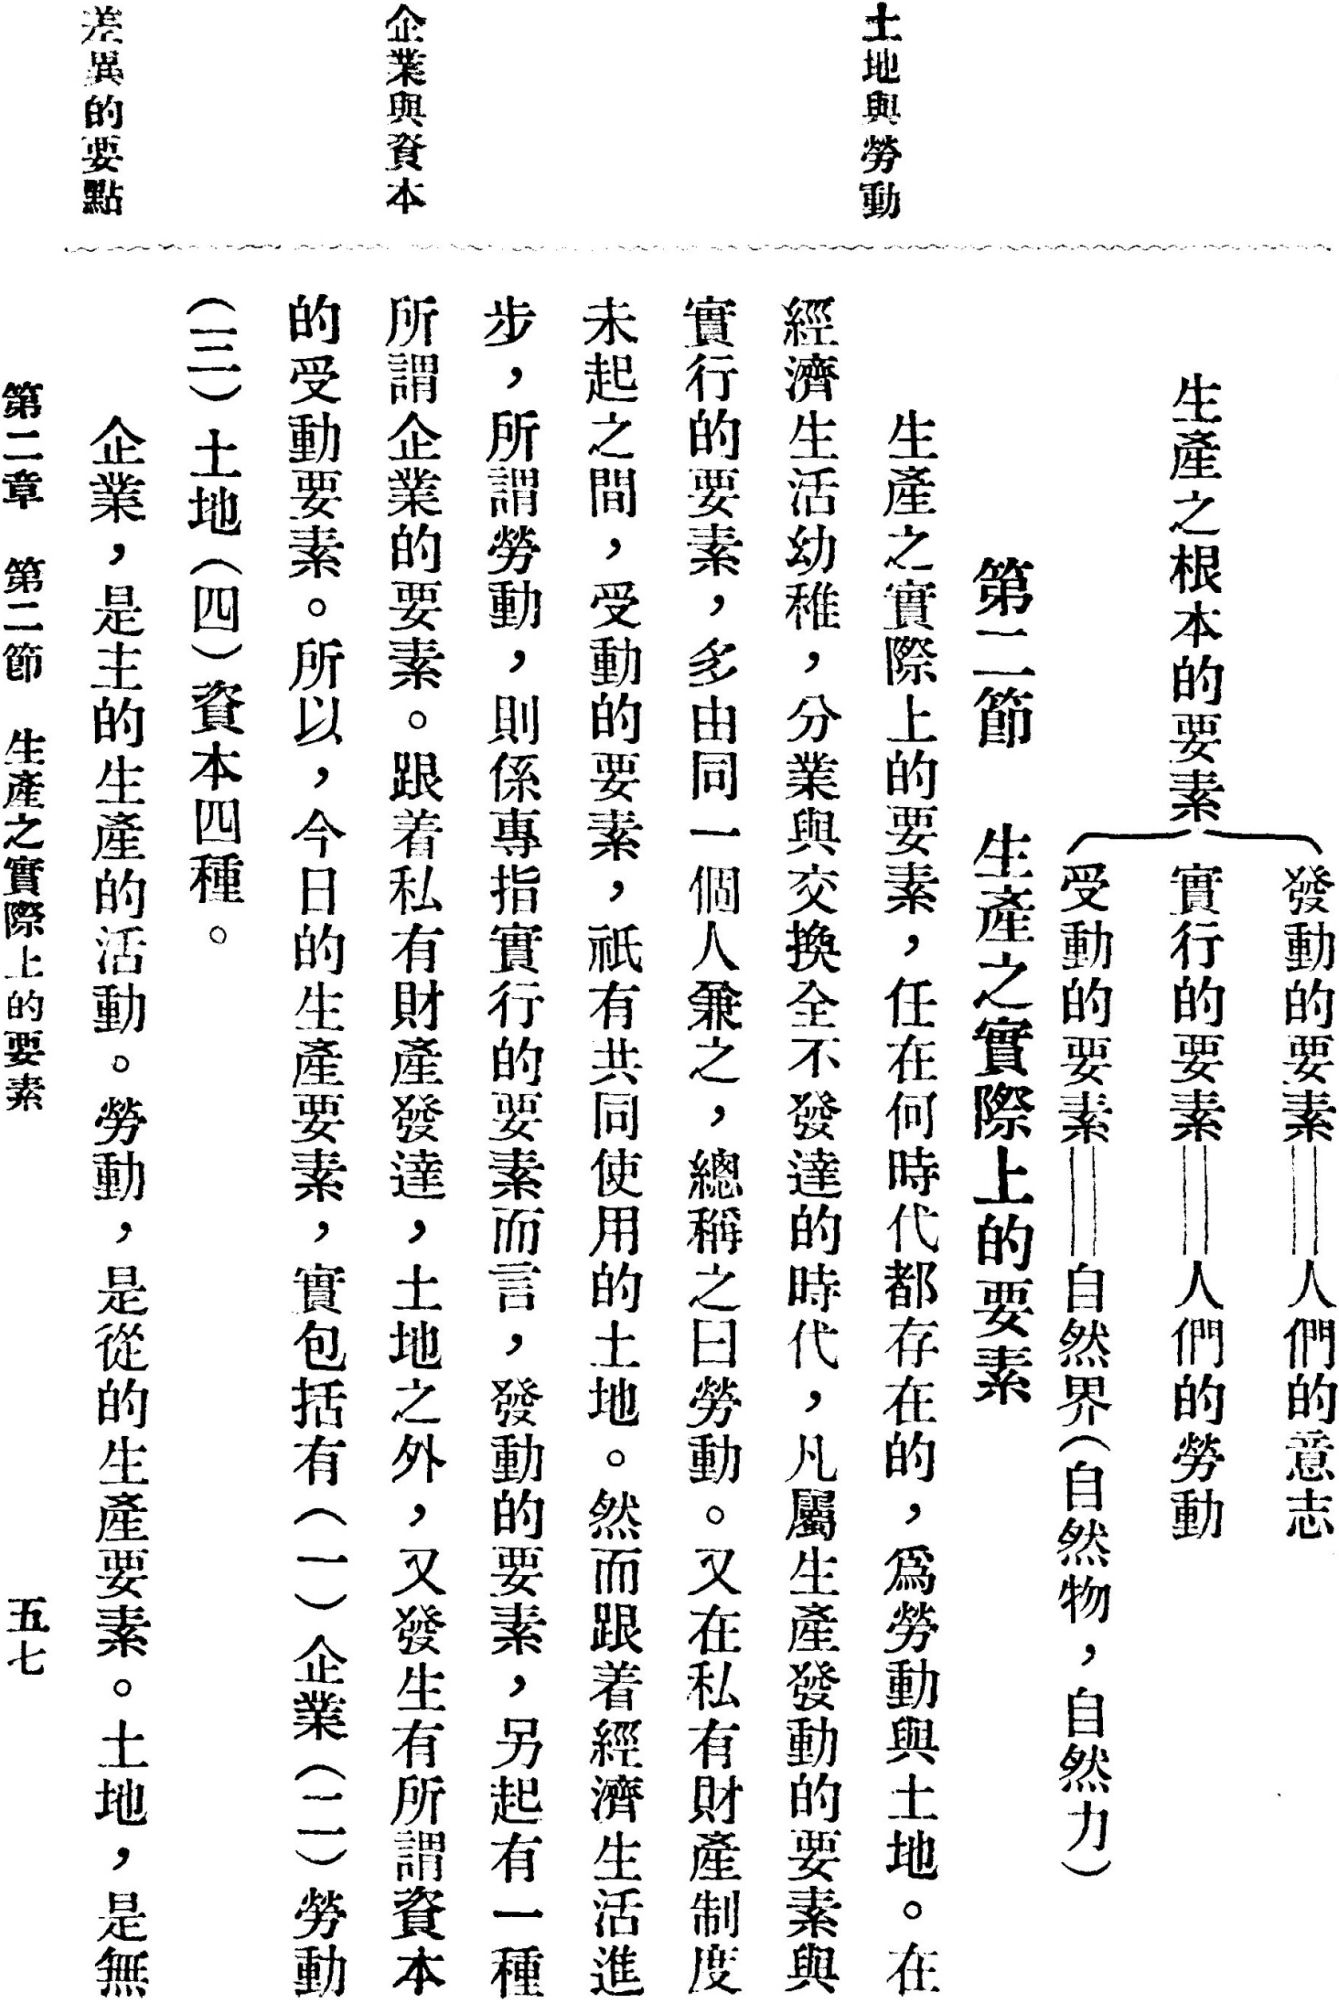 土地與勞動
企業與資本
差異的要點
發動的要素＝人們的意志
生產之根本的要素
實行的要素＝人們的勞動
受動的要素＝自然界（自然物，自然力）
第二節　生產之實際上的要素
生產之實際上的要素，任在何時代都存在的，爲勞動與土地。在
經濟生活幼稚，分業與交換全不發達的時代，凡屬生產發動的要素與
實行的要素，多由同一個人兼之，總稱之曰勞動。又在私有財產制度
未起之間，受動的要素，祇有共同使用的土地。然而跟着經濟生活進
步，所謂勞動，則係專指實行的要素而言，發動的要素，另起有一種
所謂企業的要素。跟着私有財產發達，土地之外，又發生有所謂資本
的受動要素。所以，今日的生產要素，實包括有（一）企業（二）勞動
（三）土地（四）資本四種。
企業，是主的生產的活動。勞動，是從的生產要素。土地，是無
第二章　第二節　生產之實際上的要素　五七